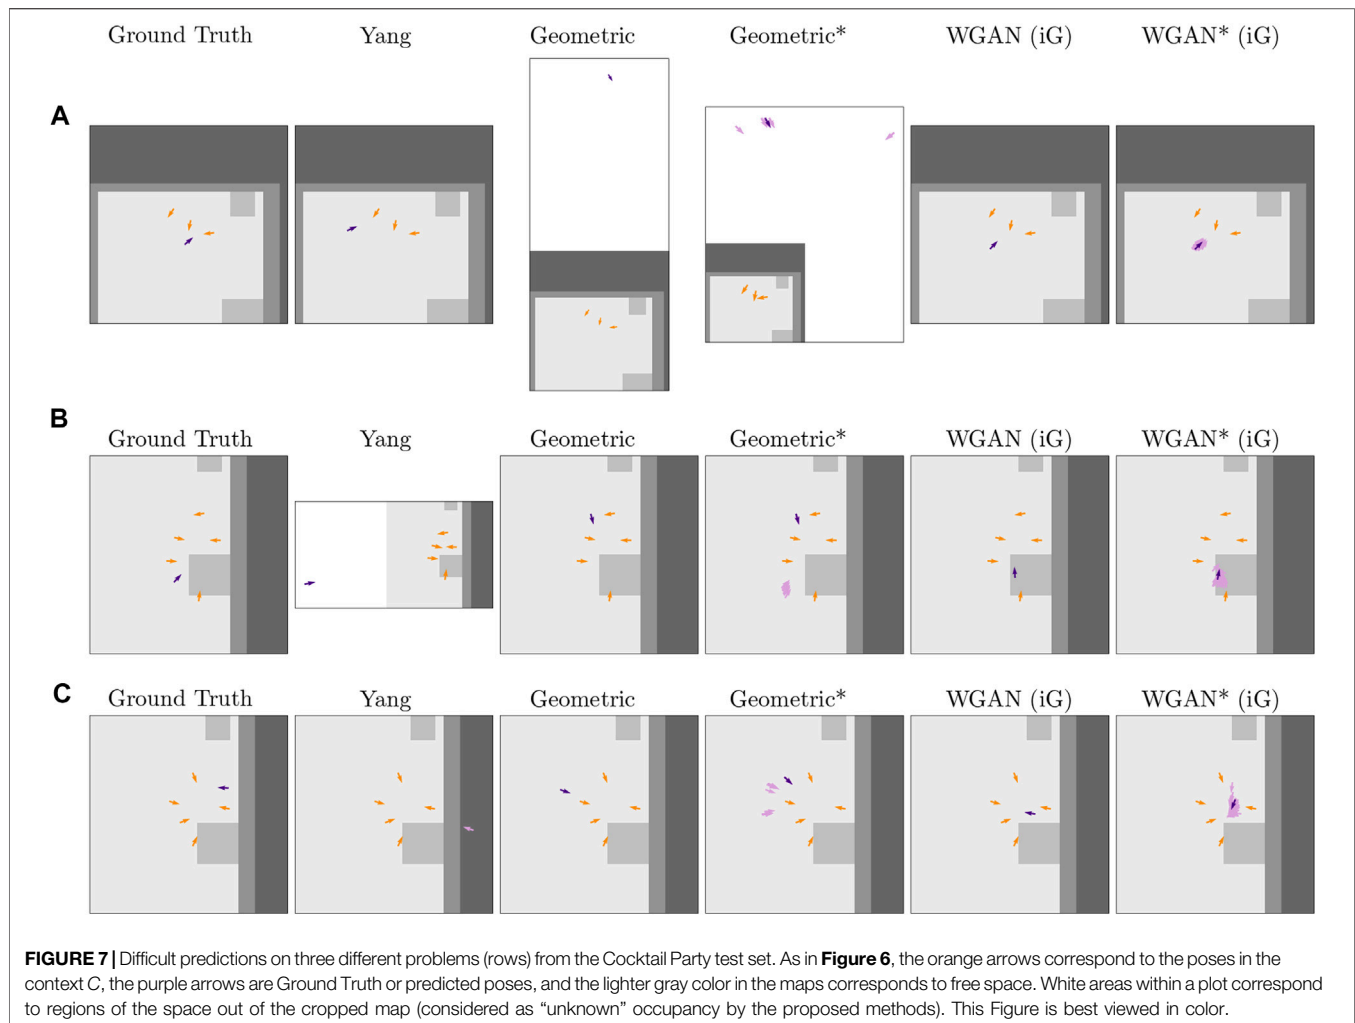 Ground Truth Yang Geometric Geometric* WGAN (iG) WGAN* (iG)
A
B
Ground Truth Yang Geometric Geometric* WGAN (iG) WGAN* (iG)
C
Ground Truth Yang Geometric Geometric* WGAN (iG) WGAN* (iG)
FIGURE 7 | Difficult predictions on three different problems (rows) from the Cocktail Party test set. As in Figure 6, the orange arrows correspond to the poses in the
context C, the purple arrows are Ground Truth or predicted poses, and the lighter gray color in the maps corresponds to free space. White areas within a plot correspond
to regions of the space out of the cropped map (considered as “unknown” occupancy by the proposed methods). This Figure is best viewed in color.